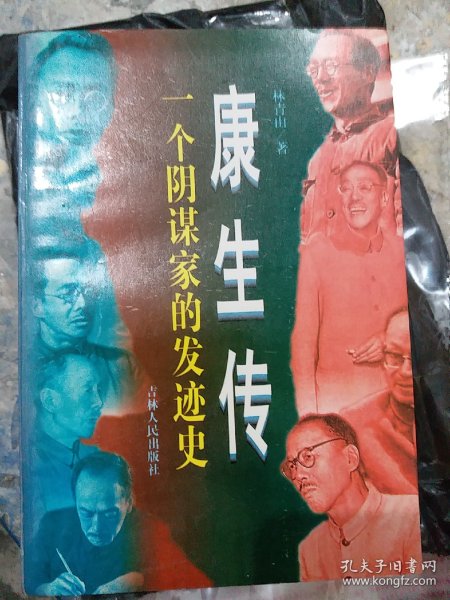 康生传
一个阴谋家的发迹史
林青山 著
吉林人民出版社
孔夫子旧书网
www.kongfz.com